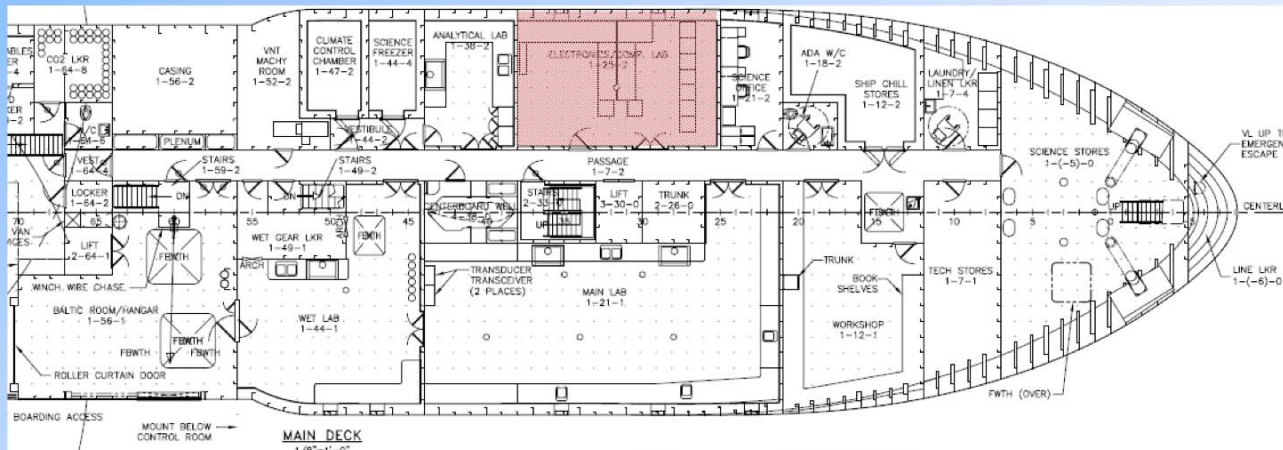 CO2 LKR
1-64-8
CASING
1-56-2
VNT
MACHY
ROOM
1-52-2
CLIMATE
CONTROL
CHAMBER
1-47-2
SCIENCE
FREEZER
1-44-4
ANALYTICAL LAB
1-38-2
ELECTRONICS/COMP. LAB
1-25-2
SCIENCE
OFFICE
1-21-2
ADA W/C
1-18-2
SHIP CHILL
STORES
1-12-2
LAUNDRY/
LINEN LKR
1-7-4
SCIENCE STORES
1-(-5)-0
EMERGEN
ESCAPE
PLENUM
VESTIBULE
1-44-2
VEST
1-64-4
STAIRS
1-59-2
STAIRS
1-49-2
PASSAGE
1-7-2
LOCKER
1-64-2
DN
DN
CENTERBOARD WELL
STAIRS
UP
LIFT
3-30-0
TRUNK
2-26-0
UP
70
65
55
50
45
30
25
20
15
10
5
CENTERL
VAN
LIFT
2-64-1
WET GEAR LKR
1-49-1
ARCH
WINCH WIRE CHASE
FBWTH
BALTIC ROOM/HANGAR
1-56-1
FBWTH
FBWTH
FBWTH
WET LAB
1-44-1
TRANSDUCER
TRANSCEIVER
(2 PLACES)
MAIN LAB
1-21-1
TRUNK
BOOK
SHELVES
WORKSHOP
1-12-1
TECH STORES
1-7-1
LINE LKR
1-(-6)-0
FWTH (OVER)
ROLLER CURTAIN DOOR
BOARDING ACCESS
MOUNT BELOW
CONTROL ROOM
MAIN DECK